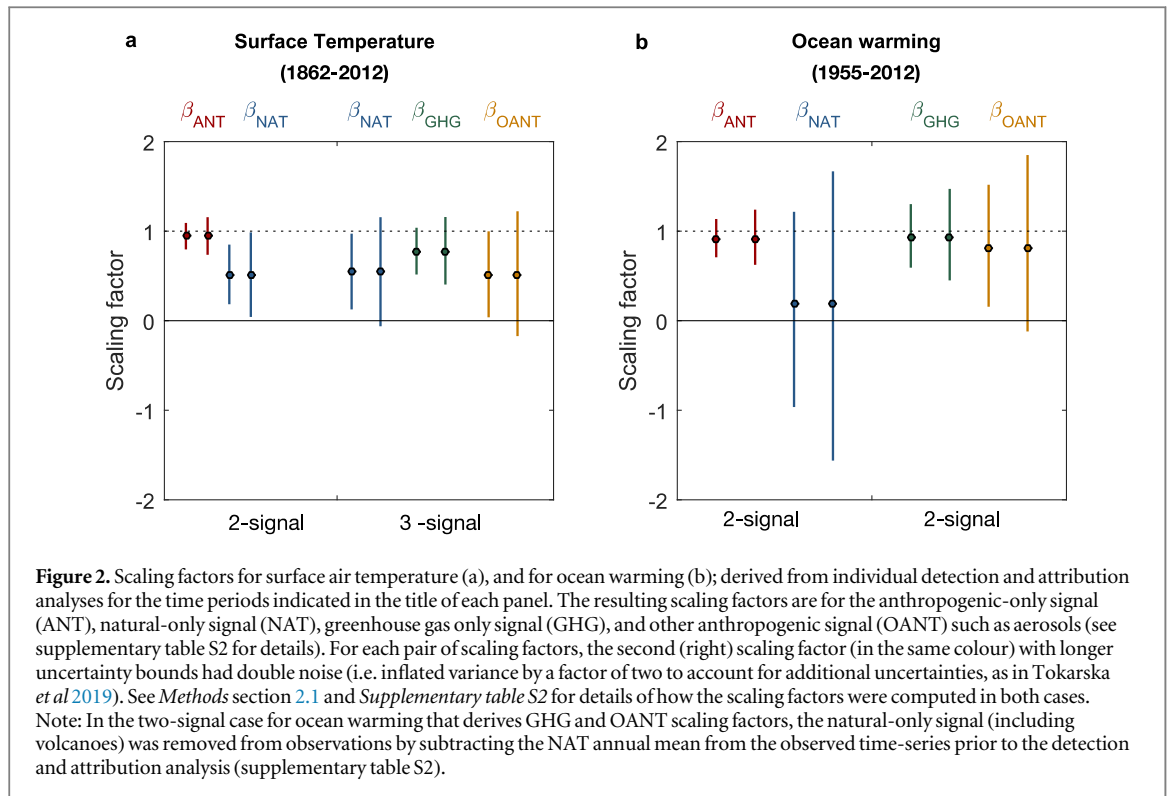 a
Surface Temperature
(1862-2012)
β_ANT β_NAT β_NAT β_GHG β_OANT
2
1
0
-1
-2
Scaling factor
2-signal 3 -signal
b
Ocean warming
(1955-2012)
β_ANT β_NAT β_GHG β_OANT
2
1
0
-1
-2
Scaling factor
2-signal 2-signal
Figure 2. Scaling factors for surface air temperature (a), and for ocean warming (b); derived from individual detection and attribution
analyses for the time periods indicated in the title of each panel. The resulting scaling factors are for the anthropogenic-only signal
(ANT), natural-only signal (NAT), greenhouse gas only signal (GHG), and other anthropogenic signal (OANT) such as aerosols (see
supplementary table S2 for details). For each pair of scaling factors, the second (right) scaling factor (in the same colour) with longer
uncertainty bounds had double noise (i.e. inflated variance by a factor of two to account for additional uncertainties, as in Tokarska
et al 2019). See Methods section 2.1 and Supplementary table S2 for details of how the scaling factors were computed in both cases.
Note: In the two-signal case for ocean warming that derives GHG and OANT scaling factors, the natural-only signal (including
volcanoes) was removed from observations by subtracting the NAT annual mean from the observed time-series prior to the detection
and attribution analysis (supplementary table S2).